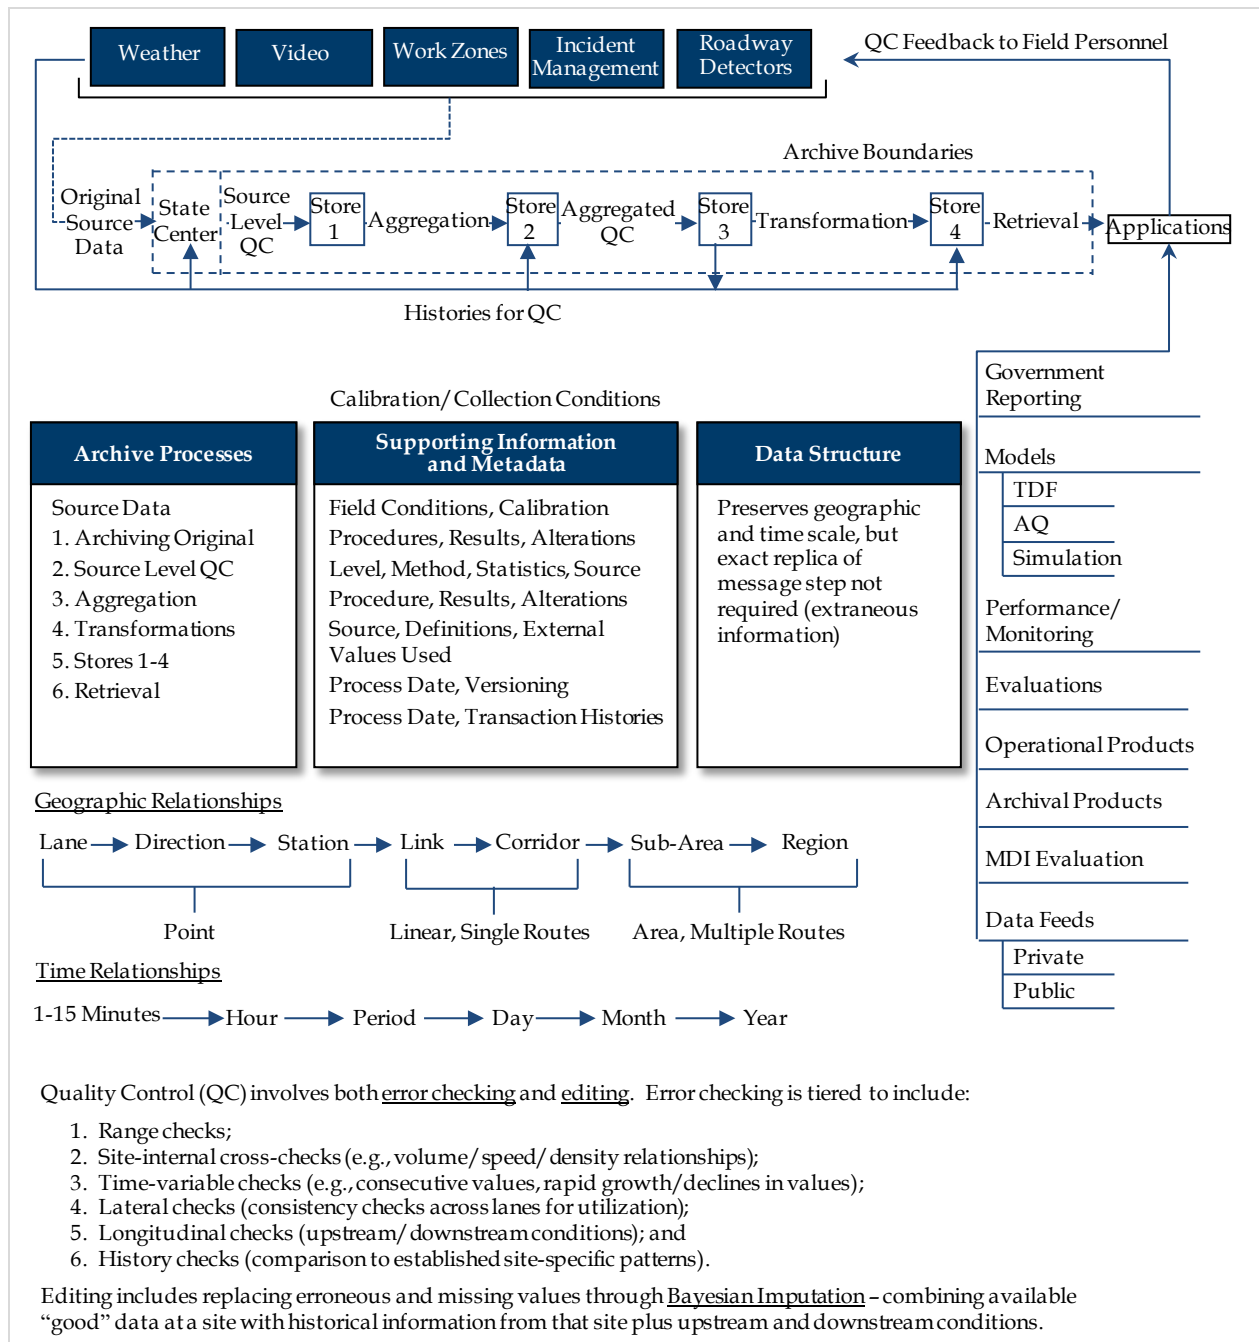 Weather
Video
Work Zones
Incident
Management
Roadway
Detectors
QC Feedback to Field Personnel
Archive Boundaries
Original
Source
Data
State
Center
Source
Level
QC
Store
1
Aggregation
Store
2
Aggregated
QC
Store
3
Transformation
Store
4
Retrieval
Applications
Histories for QC
Government
Reporting
Models
TDF
AQ
Simulation
Performance/
Monitoring
Evaluations
Operational Products
Archival Products
MDI Evaluation
Data Feeds
Private
Public
Calibration/Collection Conditions
Archive Processes
Source Data
1. Archiving Original
2. Source Level QC
3. Aggregation
4. Transformations
5. Stores 1-4
6. Retrieval
Supporting Information
and Metadata
Field Conditions, Calibration
Procedures, Results, Alterations
Level, Method, Statistics, Source
Procedure, Results, Alterations
Source, Definitions, External
Values Used
Process Date, Versioning
Process Date, Transaction Histories
Data Structure
Preserves geographic
and time scale, but
exact replica of
message step not
required (extraneous
information)
Geographic Relationships
Lane Direction Station Link Corridor Sub-Area Region
Point
Linear, Single Routes
Area, Multiple Routes
Time Relationships
1-15 Minutes Hour Period Day Month Year
Quality Control (QC) involves both error checking and editing. Error checking is tiered to include:
1. Range checks;
2. Site-internal cross-checks (e.g., volume/speed/density relationships);
3. Time-variable checks (e.g., consecutive values, rapid growth/declines in values);
4. Lateral checks (consistency checks across lanes for utilization);
5. Longitudinal checks (upstream/downstream conditions); and
6. History checks (comparison to established site-specific patterns).
Editing includes replacing erroneous and missing values through Bayesian Imputation – combining available
“good” data at a site with historical information from that site plus upstream and downstream conditions.